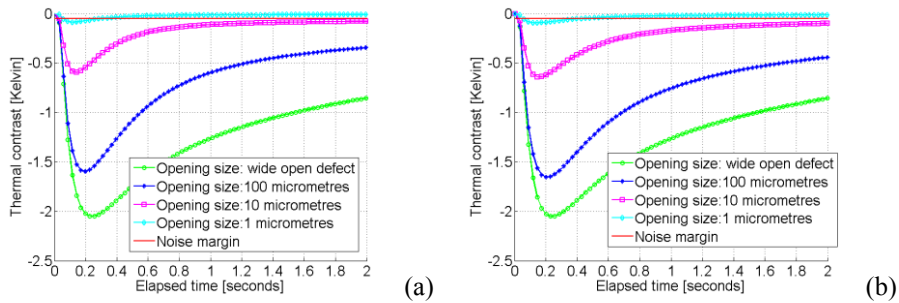 0
-0.5
-1
-1.5
-2
-2.5
Thermal contrast [Kelvin]
0 0.2 0.4 0.6 0.8 1 1.2 1.4 1.6 1.8 2
Elapsed time [seconds]
Opening size: wide open defect
Opening size:100 micrometres
Opening size:10 micrometres
Opening size:1 micrometres
Noise margin
(a)
0
-0.5
-1
-1.5
-2
-2.5
Thermal contrast [Kelvin]
0 0.2 0.4 0.6 0.8 1 1.2 1.4 1.6 1.8 2
Elapsed time [seconds]
Opening size: wide open defect
Opening size:100 micrometres
Opening size:10 micrometres
Opening size:1 micrometres
Noise margin
(b)